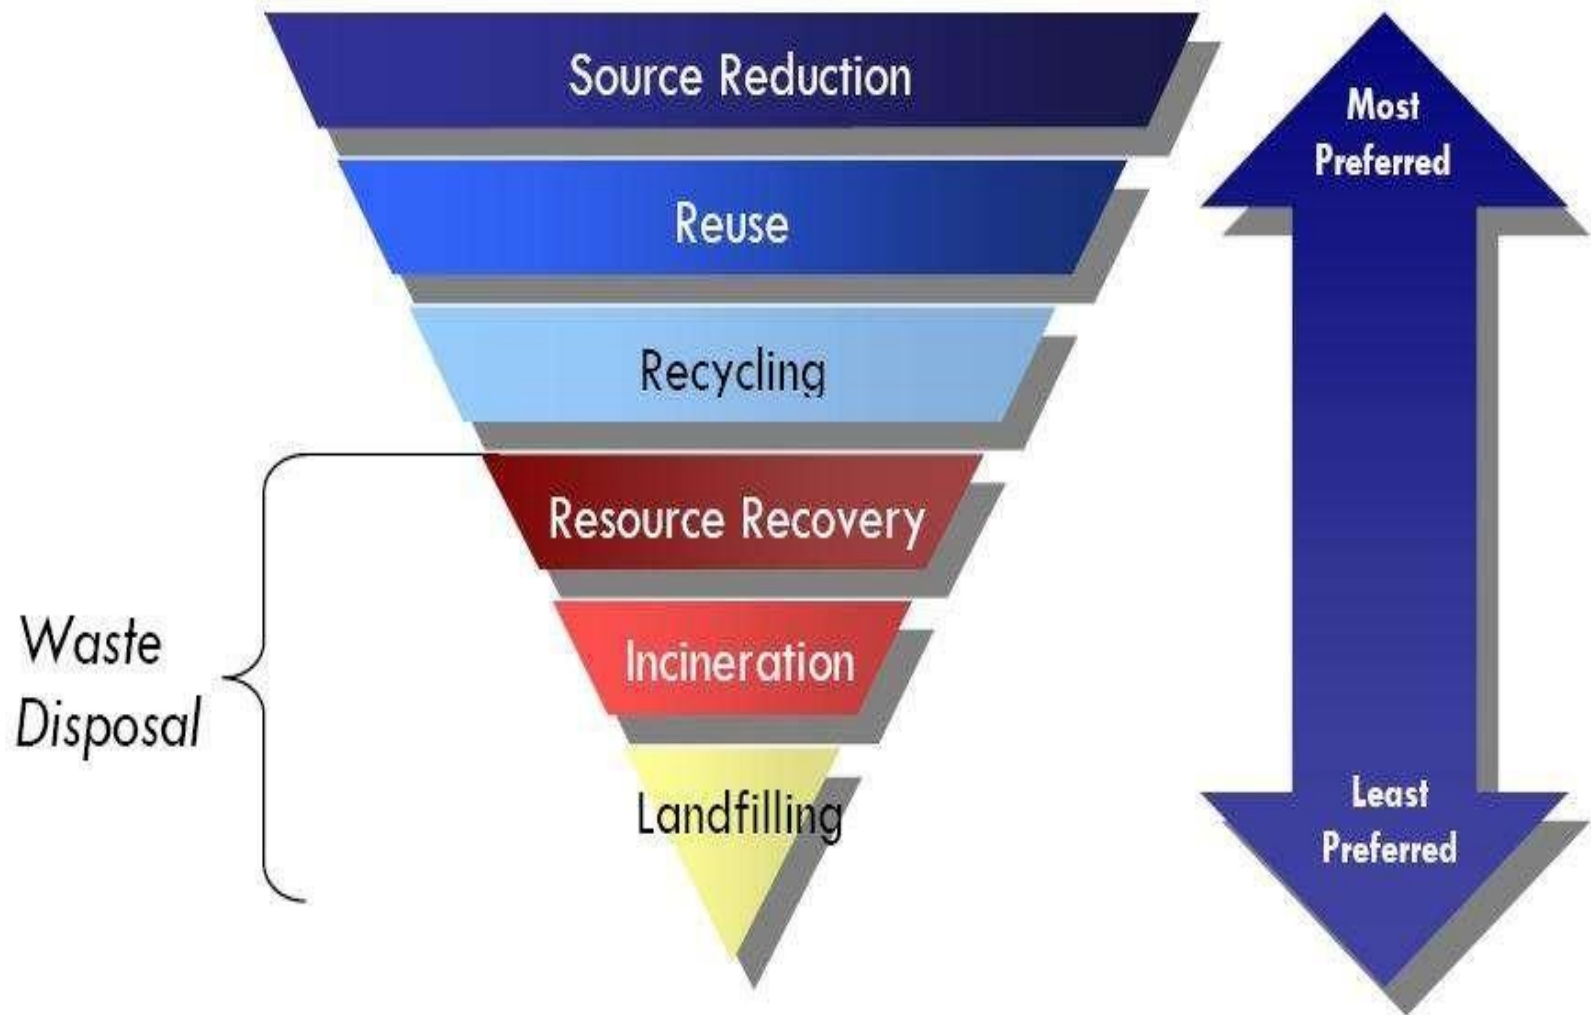 Source Reduction
Reuse
Recycling
Resource Recovery
Incineration
Landfilling
Waste
Disposal
Most
Preferred
Least
Preferred